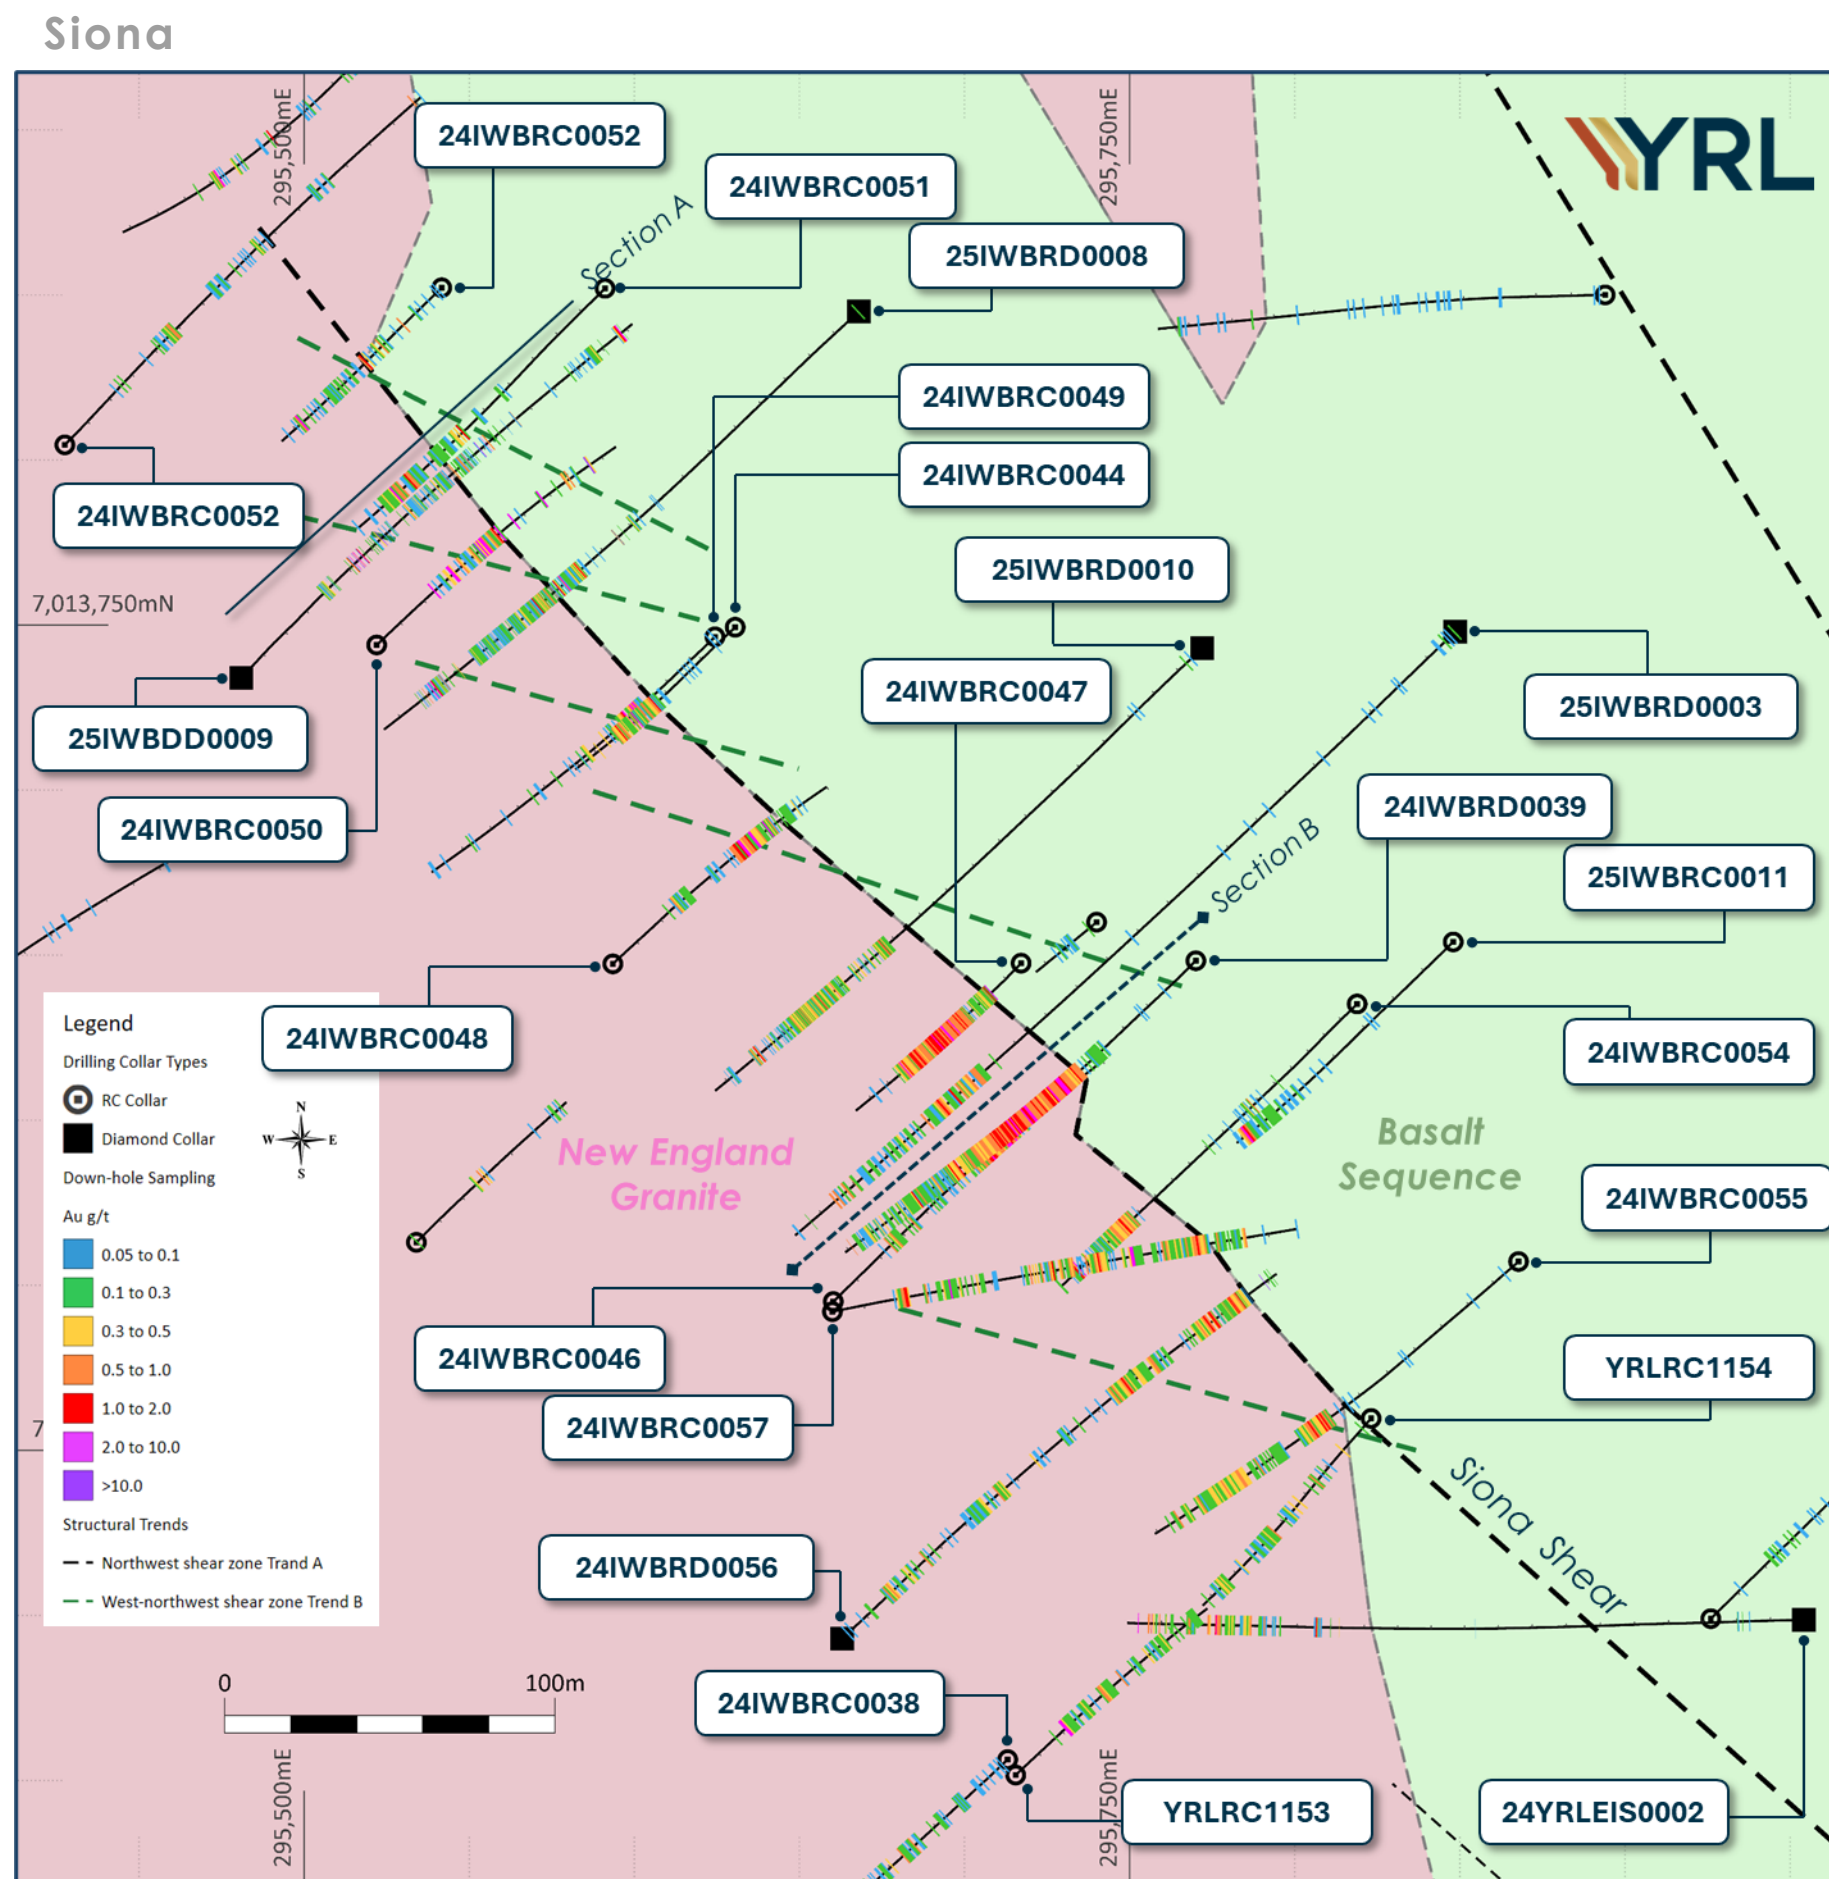 Siona
295,500mE
295,750mE
YRL
24IWBRC0052
24IWBRC0051
Section A
25IWBRD0008
24IWBRC0049
24IWBRC0044
24IWBRC0052
25IWBRD0010
7,013,750mN
24IWBRC0047
25IWBRD0003
25IWBDD0009
24IWBRC0050
24IWBRD0039
Section B
25IWBRC0011
24IWBRC0048
24IWBRC0054
New England
Granite
Basalt
Sequence
24IWBRC0055
24IWBRC0046
YRLRC1154
24IWBRC0057
Siona Shear
24IWBRD0056
24IWBRC0038
YRLRC1153
24YRLEIS0002
Legend
Drilling Collar Types
RC Collar
Diamond Collar
N
W
E
S
Down-hole Sampling
Au g/t
0.05 to 0.1
0.1 to 0.3
0.3 to 0.5
0.5 to 1.0
1.0 to 2.0
2.0 to 10.0
>10.0
Structural Trends
Northwest shear zone Trand A
West-northwest shear zone Trend B
7
0
100m
295,500mE
295,750mE